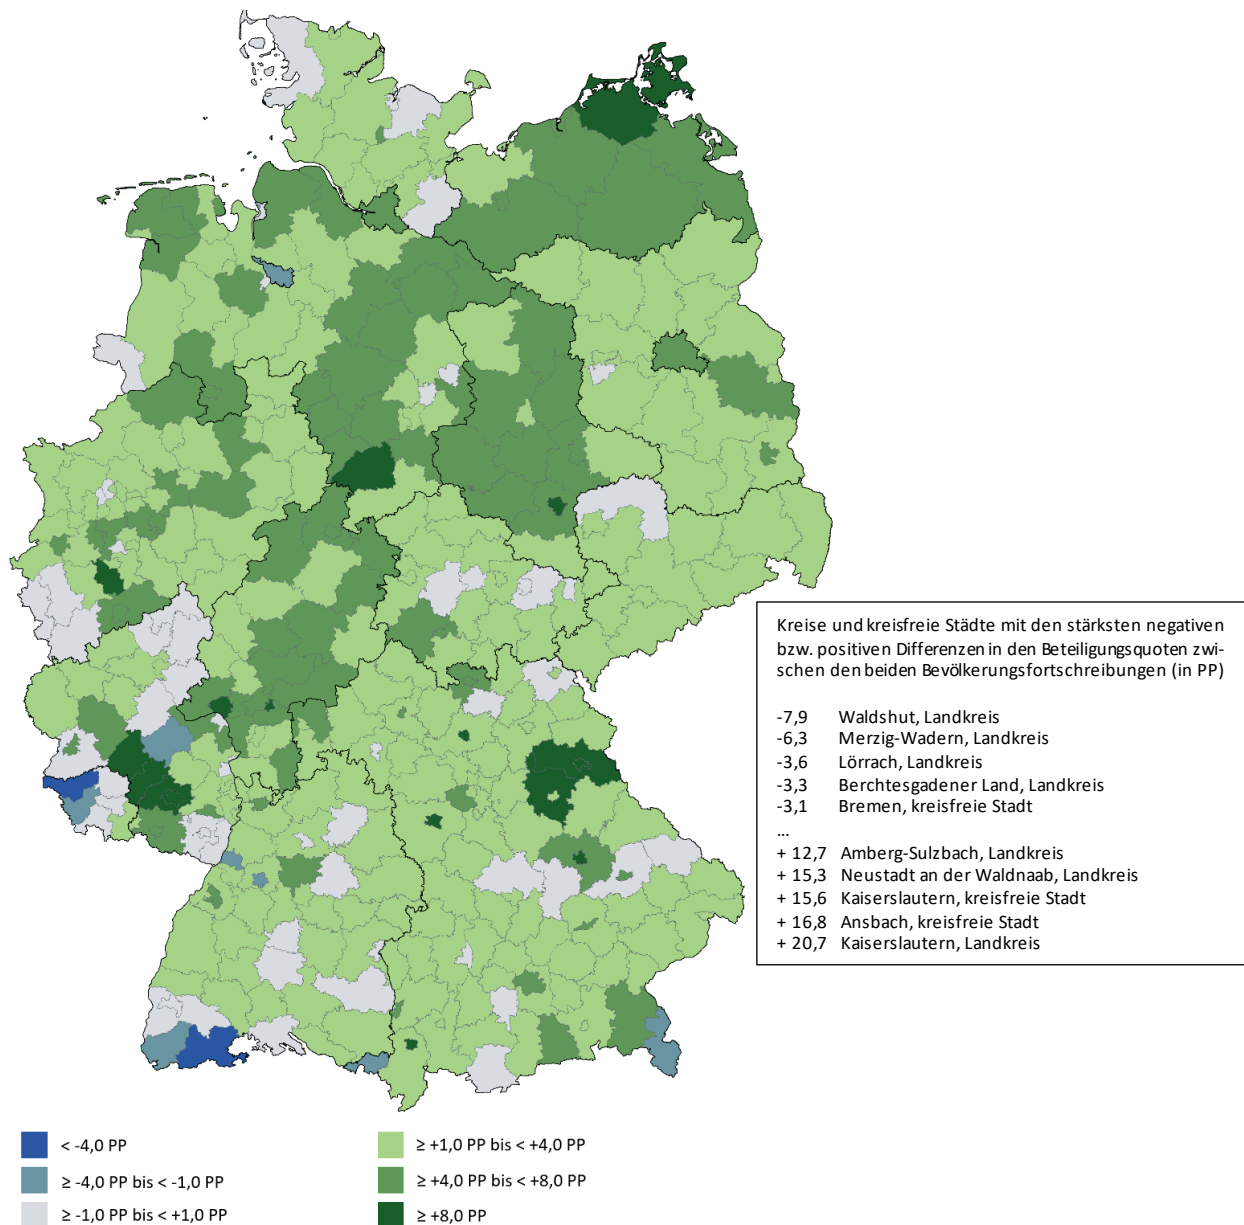 Kreise und kreisfreie Städte mit den stärksten negativen
bzw. positiven Differenzen in den Beteiligungsquoten zwi-
schen den beiden Bevölkerungsfortschreibungen (in PP)
-7,9 Waldshut, Landkreis
-6,3 Merzig-Wadern, Landkreis
-3,6 Lörrach, Landkreis
-3,3 Berchtesgadener Land, Landkreis
-3,1 Bremen, kreisfreie Stadt
...
+ 12,7 Amberg-Sulzbach, Landkreis
+ 15,3 Neustadt an der Waldnaab, Landkreis
+ 15,6 Kaiserslautern, kreisfreie Stadt
+ 16,8 Ansbach, kreisfreie Stadt
+ 20,7 Kaiserslautern, Landkreis
< -4,0 PP
≥ -4,0 PP bis < -1,0 PP
≥ -1,0 PP bis < +1,0 PP
≥ +1,0 PP bis < +4,0 PP
≥ +4,0 PP bis < +8,0 PP
≥ +8,0 PP